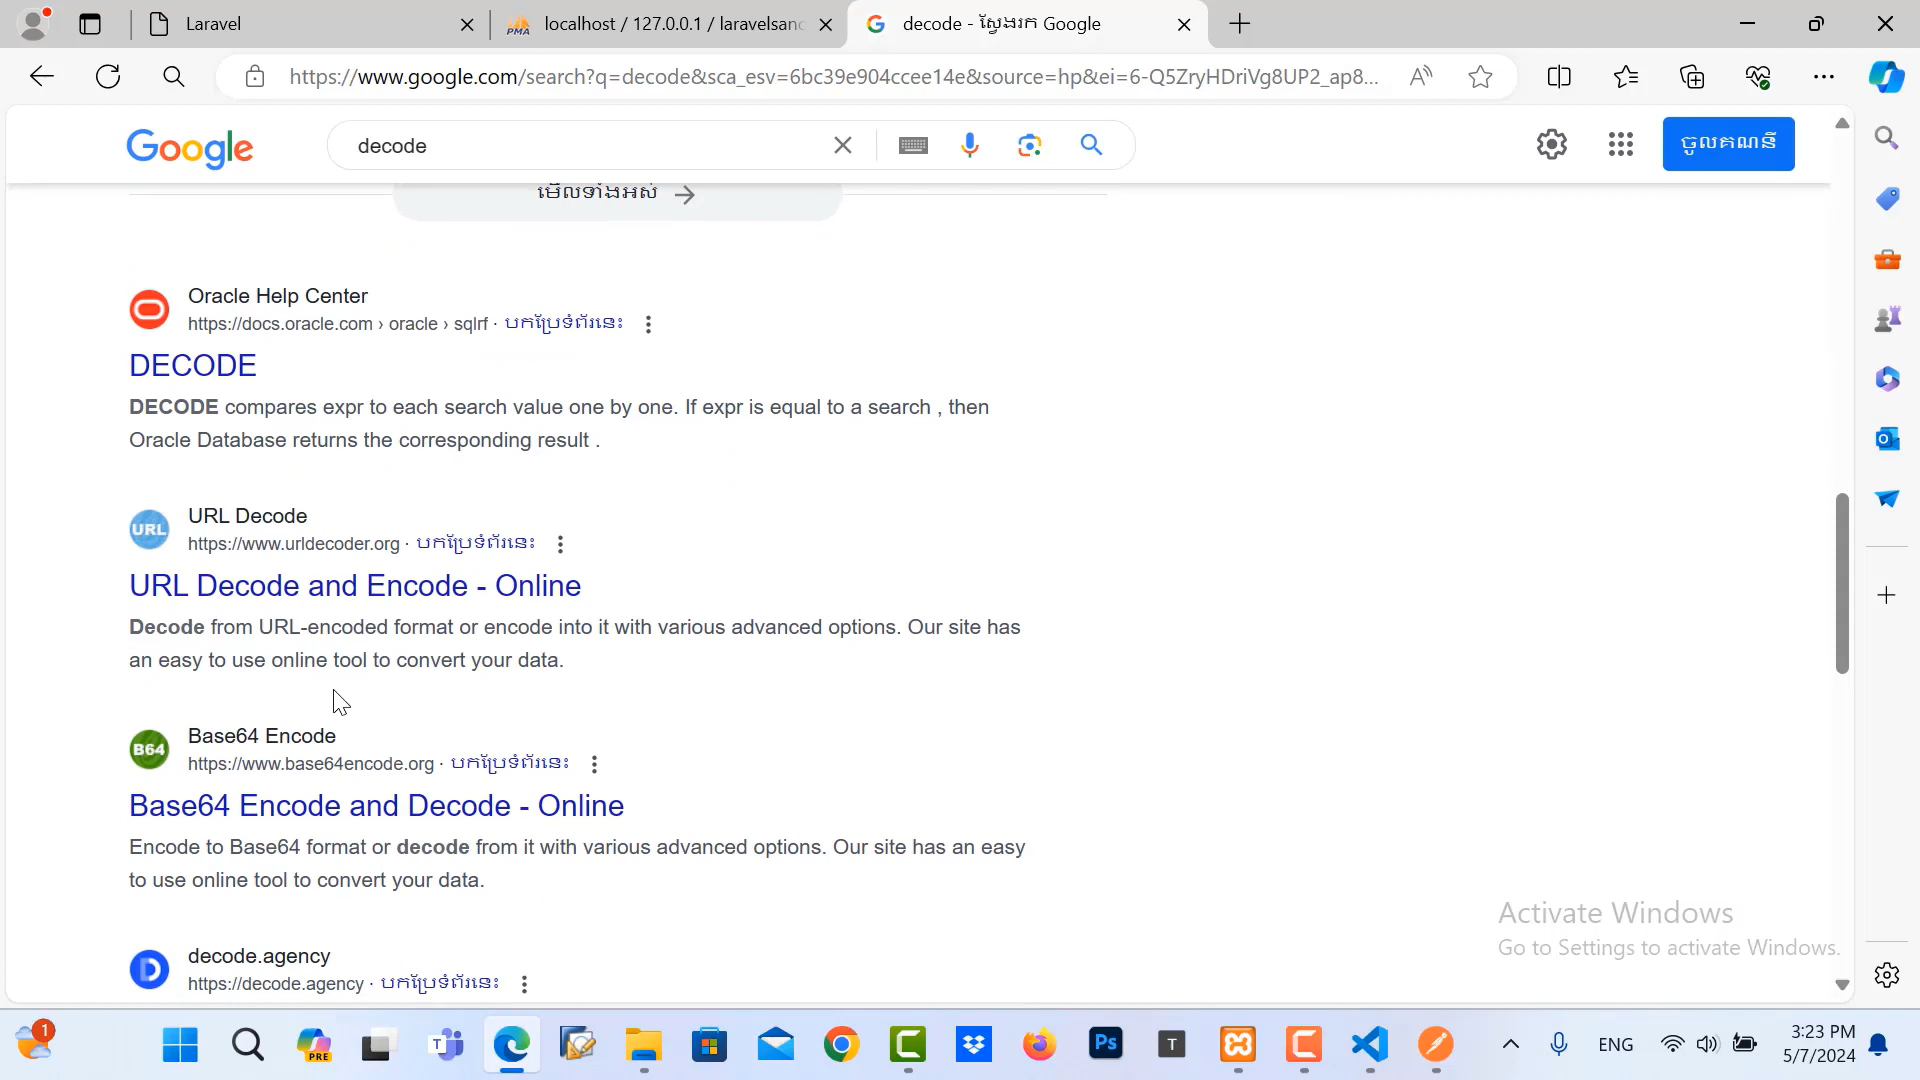 Laravel
localhost / 127.0.0.1 / laravelsan
decode - ស្វែងរក Google
https://www.google.com/search?q=decode&sca_esv=6bc39e904ccee14e&source=hp&ei=6-Q5ZryHDriVg8UP2_ap8...
Google
decode
ចូលគណនី
មើលទាំងអស់
Oracle Help Center
https://docs.oracle.com › oracle › sqlrf · បកប្រែទំព័រនេះ
DECODE
DECODE compares expr to each search value one by one. If expr is equal to a search , then
Oracle Database returns the corresponding result .
URL
URL Decode
https://www.urldecoder.org · បកប្រែទំព័រនេះ
URL Decode and Encode - Online
Decode from URL-encoded format or encode into it with various advanced options. Our site has
an easy to use online tool to convert your data.
B64
Base64 Encode
https://www.base64encode.org · បកប្រែទំព័រនេះ
Base64 Encode and Decode - Online
Encode to Base64 format or decode from it with various advanced options. Our site has an easy
to use online tool to convert your data.
decode.agency
https://decode.agency · បកប្រែទំព័រនេះ
Activate Windows
Go to Settings to activate Windows.
1
PRE
Ps
T
ENG
3:23 PM
5/7/2024